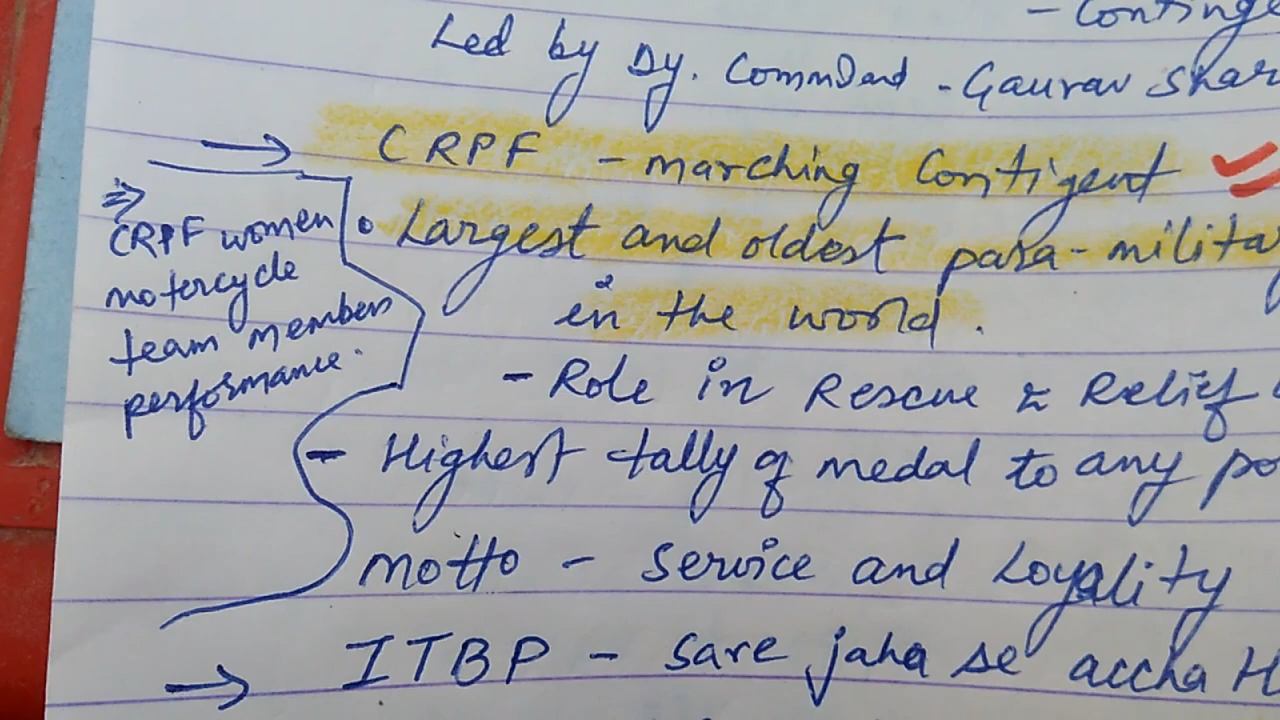 - Continge
Led by Dy. Commdand - Gaurav Shar
→ CRPF - marching Contigent
• Largest and oldest para-milita
in the world.
- Role in Rescue & Relief
- Highest tally of medal to any po
motto - Service and Loyality
→ ITBP - Sare jaha se accha H
⇒
CRPF women
motorcycle
team members
performance.